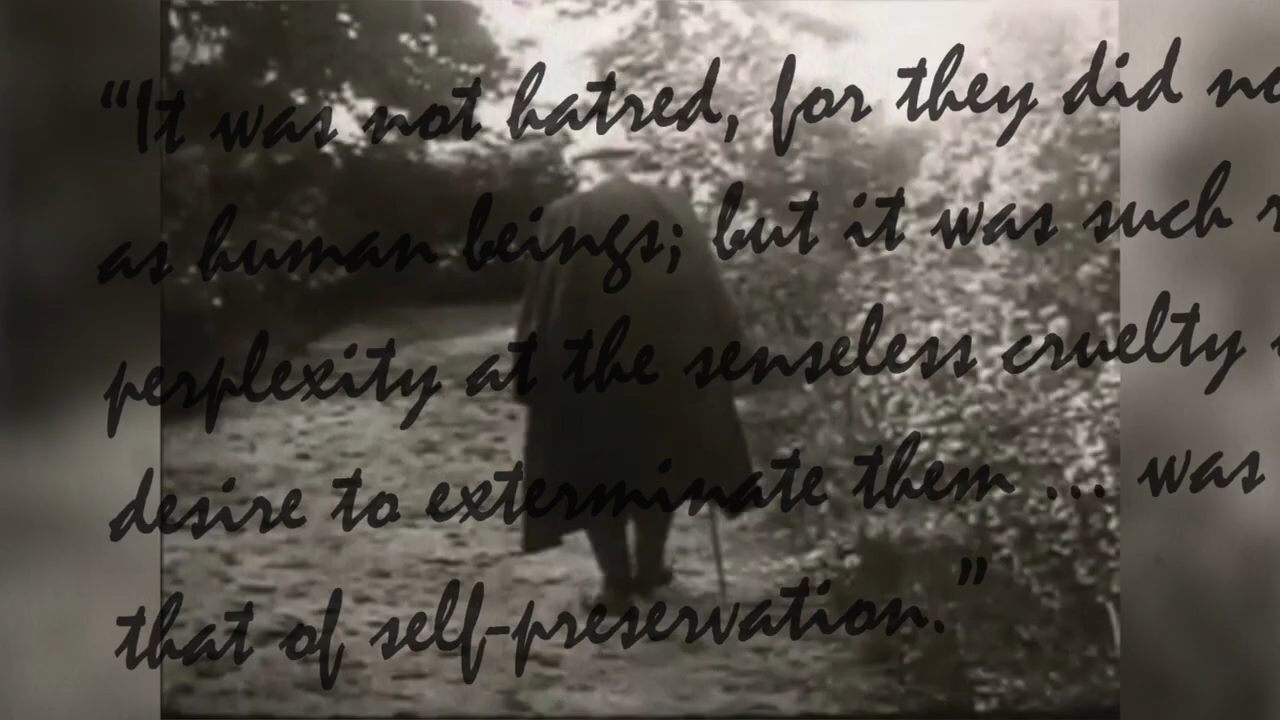 “It was not hatred, for they did
as human beings; but it was such
perplexity at the senseless cruelty
desire to exterminate them ... was
that of self-preservation.”